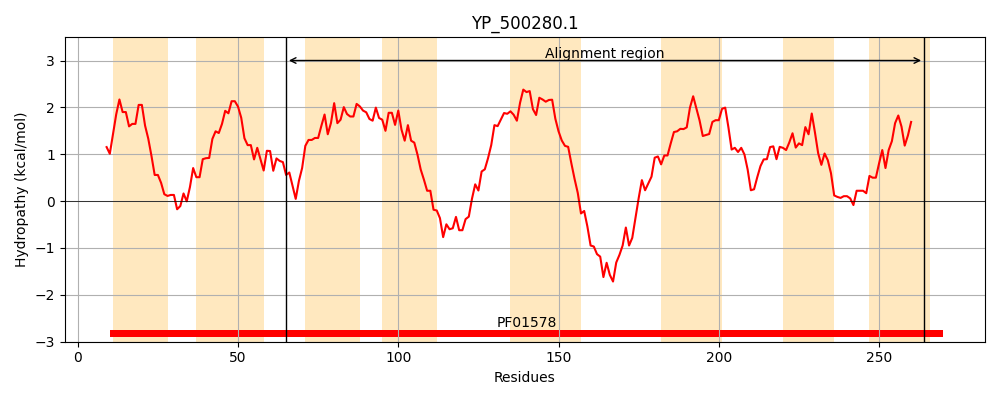 YP_500280.1
Alignment region
Hydropathy (kcal/mol)
3
2
1
0
−1
−2
−3
PF01578
0 50 100 150 200 250
Residues